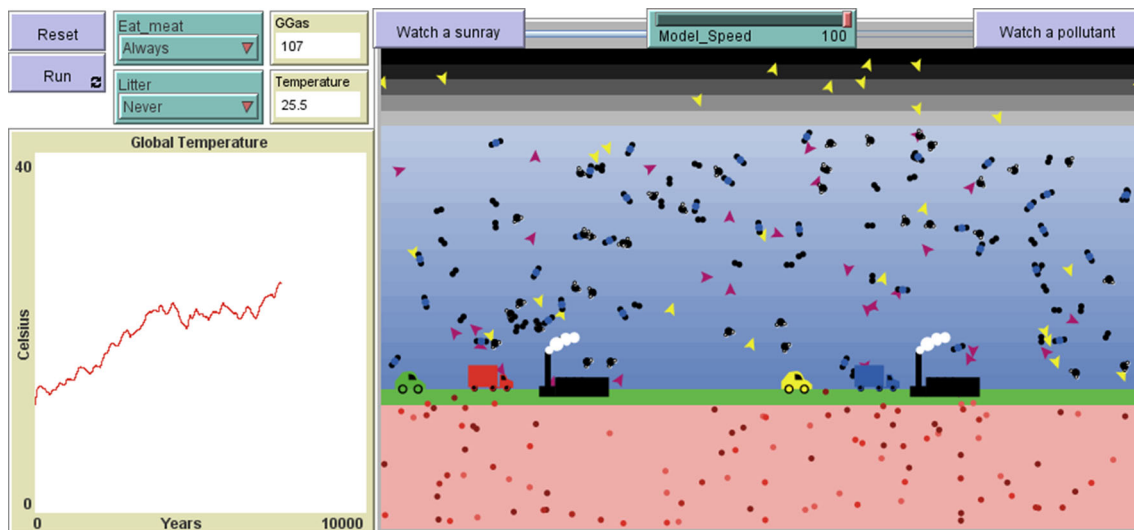 Reset
Run
Eat_meat
Always
Litter
Never
GGas
107
Temperature
25.5
Watch a sunray
Model_Speed 100
Watch a pollutant
Global Temperature
40
Celsius
0
0 Years 10000